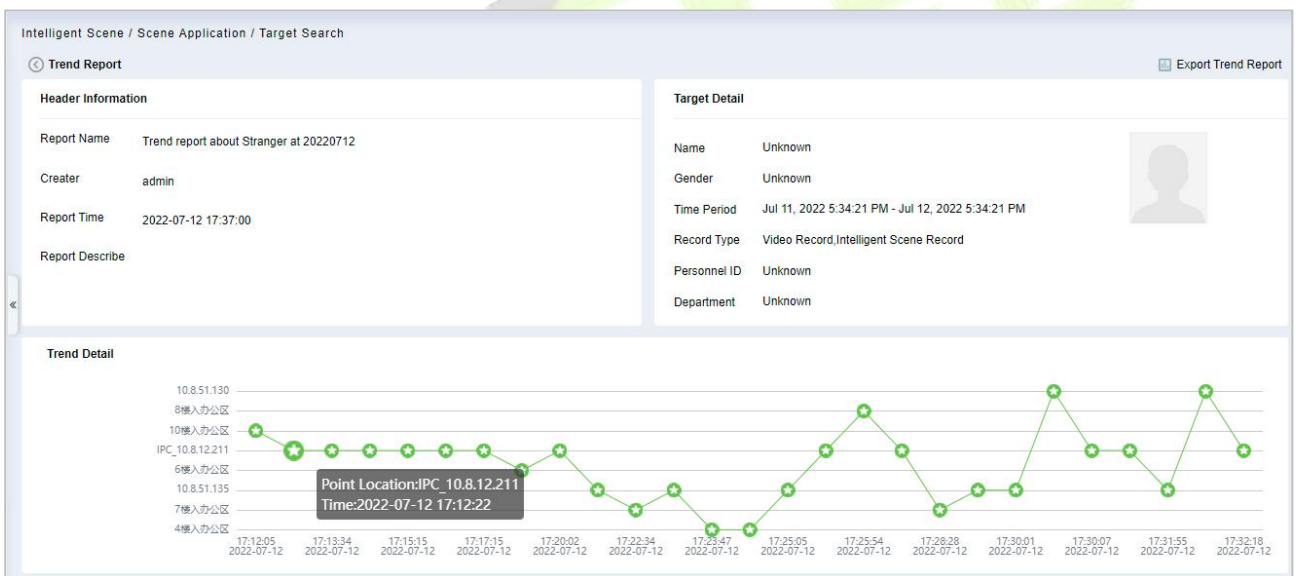 Intelligent Scene / Scene Application / Target Search
Trend Report
Export Trend Report
Header Information
Report Name Trend report about Stranger at 20220712
Creater admin
Report Time 2022-07-12 17:37:00
Report Describe
Target Detail
Name Unknown
Gender Unknown
Time Period Jul 11, 2022 5:34:21 PM - Jul 12, 2022 5:34:21 PM
Record Type Video Record,Intelligent Scene Record
Personnel ID Unknown
Department Unknown
«
Trend Detail
10.8.51.130
8楼入办公区
10楼入办公区
IPC_10.8.12.211
6楼入办公区
10.8.51.135
7楼入办公区
4楼入办公区
Point Location:IPC_10.8.12.211
Time:2022-07-12 17:12:22
17:12:05 17:13:34 17:15:15 17:17:15 17:20:02 17:22:34 17:23:47 17:25:05 17:25:54 17:28:28 17:30:01 17:30:07 17:31:55 17:32:18
2022-07-12 2022-07-12 2022-07-12 2022-07-12 2022-07-12 2022-07-12 2022-07-12 2022-07-12 2022-07-12 2022-07-12 2022-07-12 2022-07-12 2022-07-12 2022-07-12